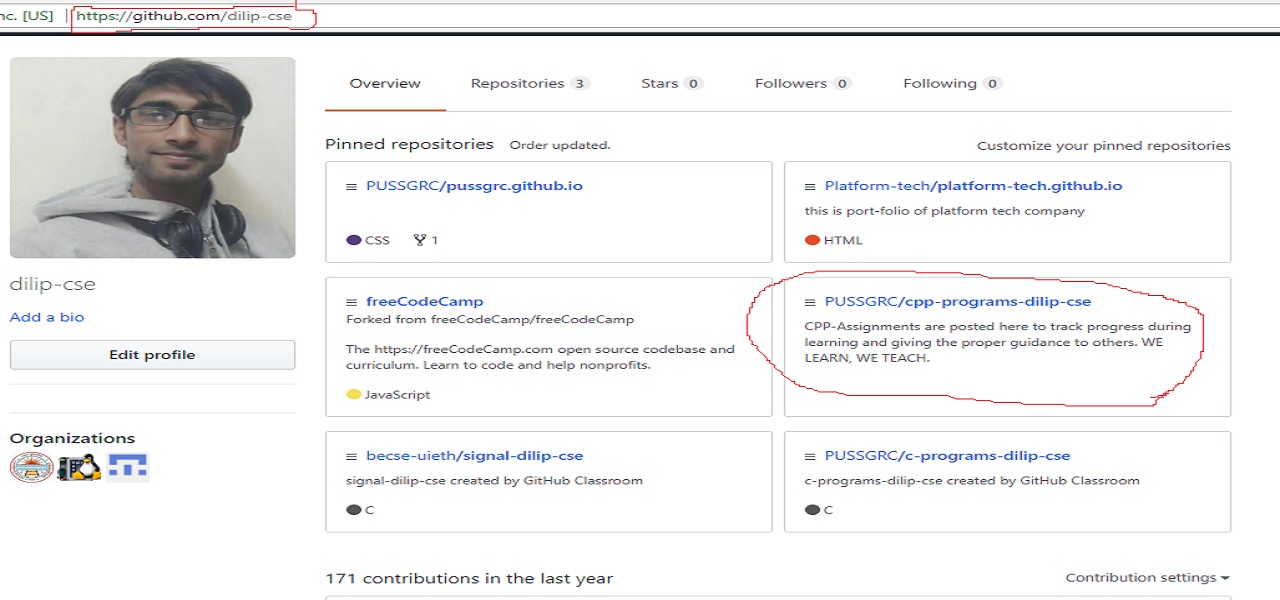 nc. [US] | https://github.com/dilip-cse
Overview Repositories 3 Stars 0 Followers 0 Following 0
Pinned repositories Order updated. Customize your pinned repositories
PUSSGRC/pussgrc.github.io
CSS 1
Platform-tech/platform-tech.github.io
this is port-folio of platform tech company
HTML
freeCodeCamp
Forked from freeCodeCamp/freeCodeCamp
The https://freeCodeCamp.com open source codebase and
curriculum. Learn to code and help nonprofits.
JavaScript
PUSSGRC/cpp-programs-dilip-cse
CPP-Assignments are posted here to track progress during
learning and giving the proper guidance to others. WE
LEARN, WE TEACH.
becse-uieth/signal-dilip-cse
signal-dilip-cse created by GitHub Classroom
C
PUSSGRC/c-programs-dilip-cse
c-programs-dilip-cse created by GitHub Classroom
C
dilip-cse
Add a bio
Edit profile
Organizations
171 contributions in the last year Contribution settings